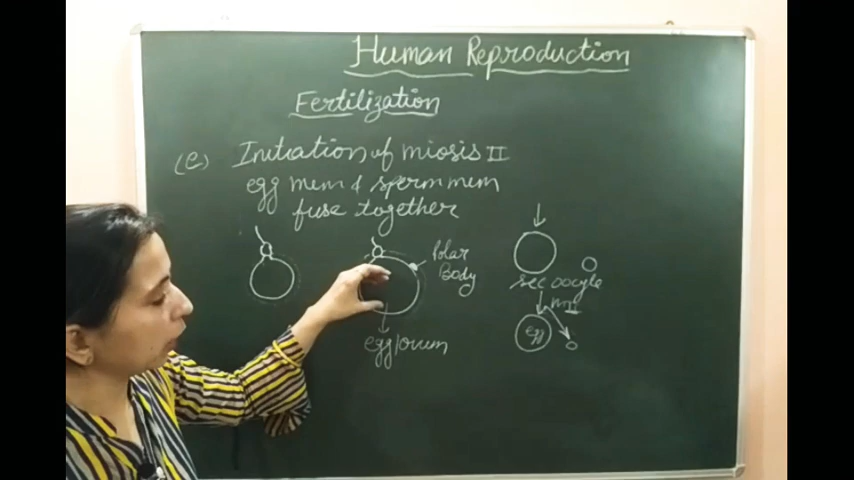 Human Reproduction
Fertilization
(e) Initiation of miosis II
egg mem & sperm mem
fuse together
Polar
Body
egg/ovum
sec oocyte
egg